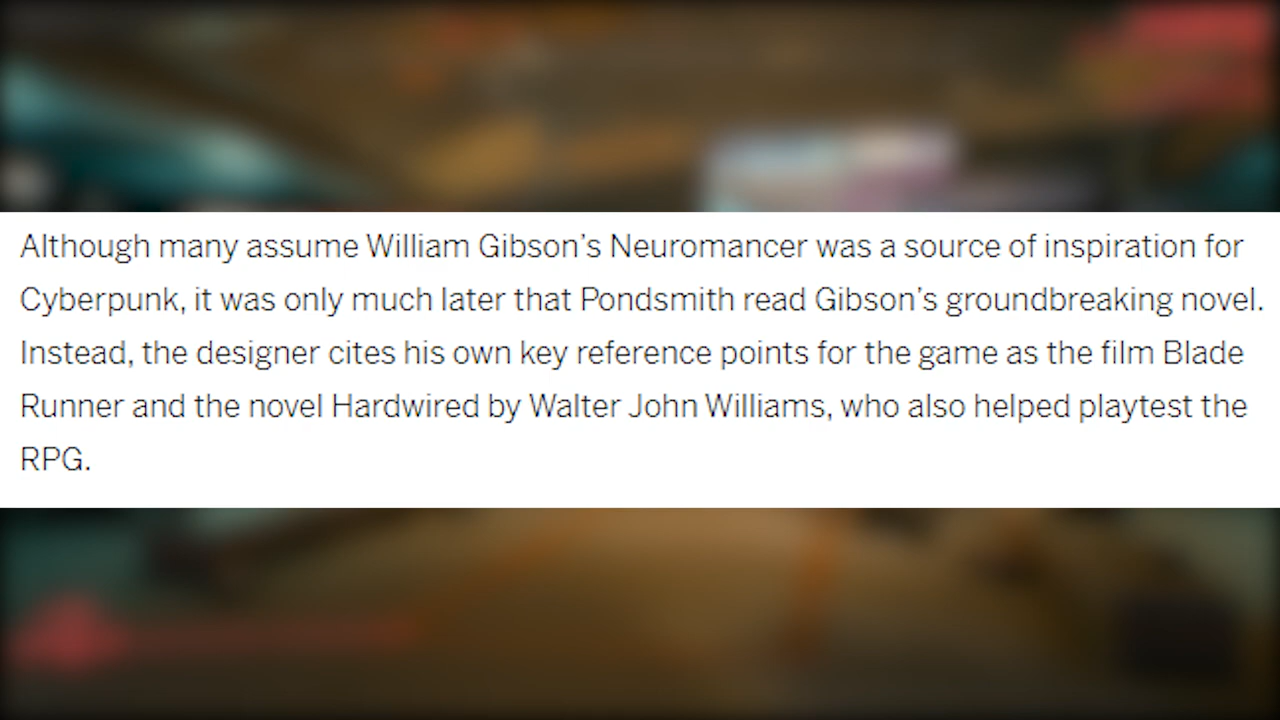 Although many assume William Gibson’s Neuromancer was a source of inspiration for
Cyberpunk, it was only much later that Pondsmith read Gibson’s groundbreaking novel.
Instead, the designer cites his own key reference points for the game as the film Blade
Runner and the novel Hardwired by Walter John Williams, who also helped playtest the
RPG.